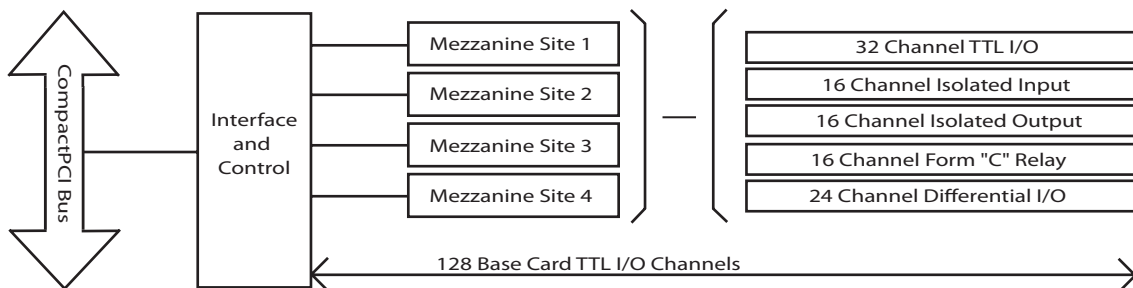 CompactPCI Bus
Interface
and
Control
Mezzanine Site 1
Mezzanine Site 2
Mezzanine Site 3
Mezzanine Site 4
32 Channel TTL I/O
16 Channel Isolated Input
16 Channel Isolated Output
16 Channel Form "C" Relay
24 Channel Differential I/O
128 Base Card TTL I/O Channels